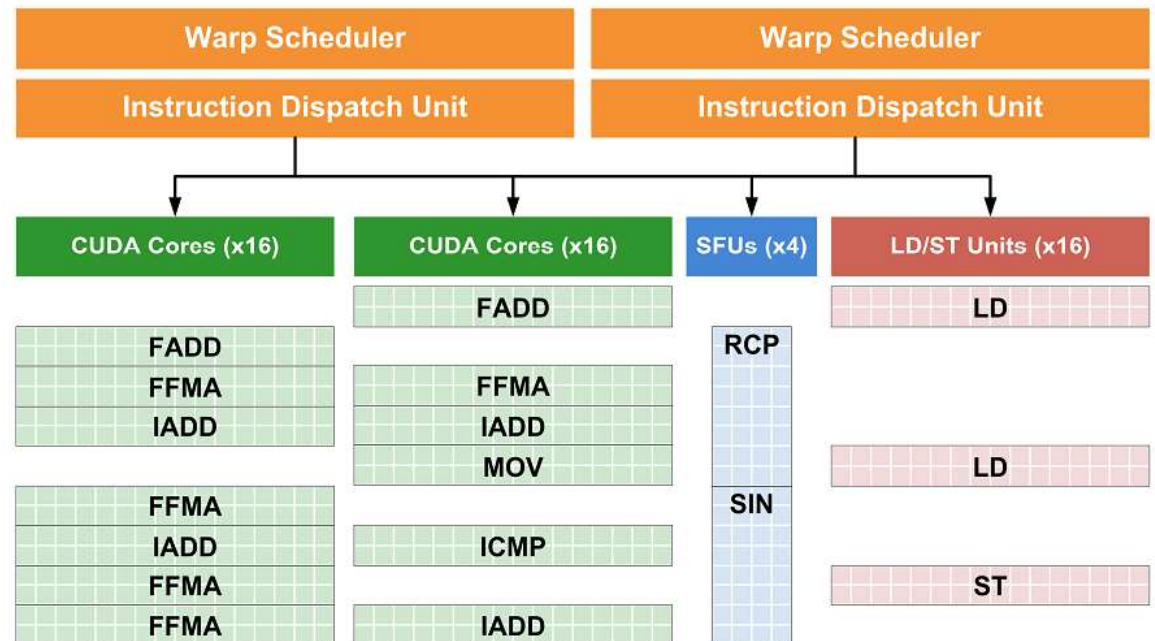 Warp Scheduler Warp Scheduler
Instruction Dispatch Unit Instruction Dispatch Unit
CUDA Cores (x16) CUDA Cores (x16) SFUs (x4) LD/ST Units (x16)
FADD LD
FADD RCP
FFMA FFMA
IADD IADD
MOV LD
FFMA SIN
IADD ICMP
FFMA ST
FFMA IADD